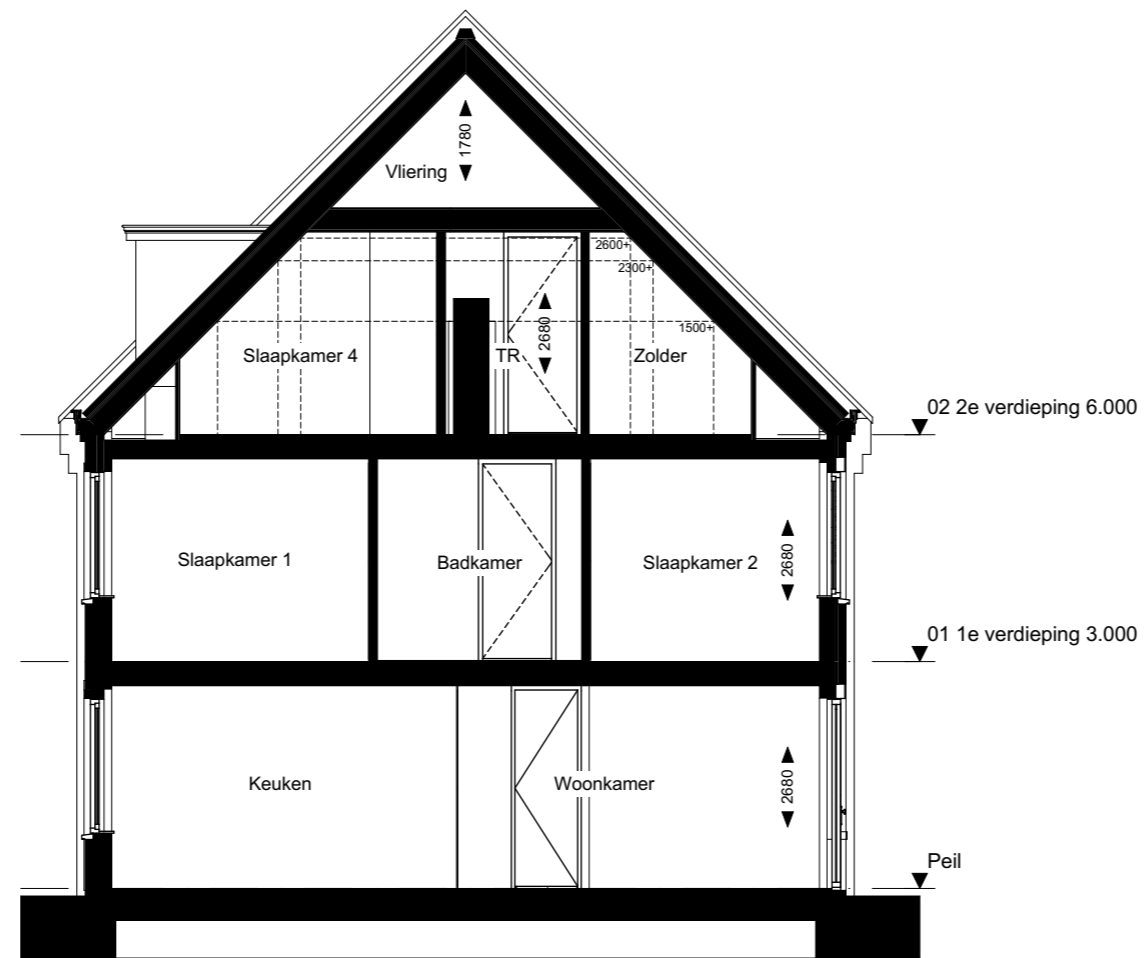 1780
Vliering
2600+
2300+
1500+
2680
Slaapkamer 4
TR
Zolder
02 2e verdieping 6.000
Slaapkamer 1
Badkamer
Slaapkamer 2
2680
01 1e verdieping 3.000
Keuken
Woonkamer
2680
Peil